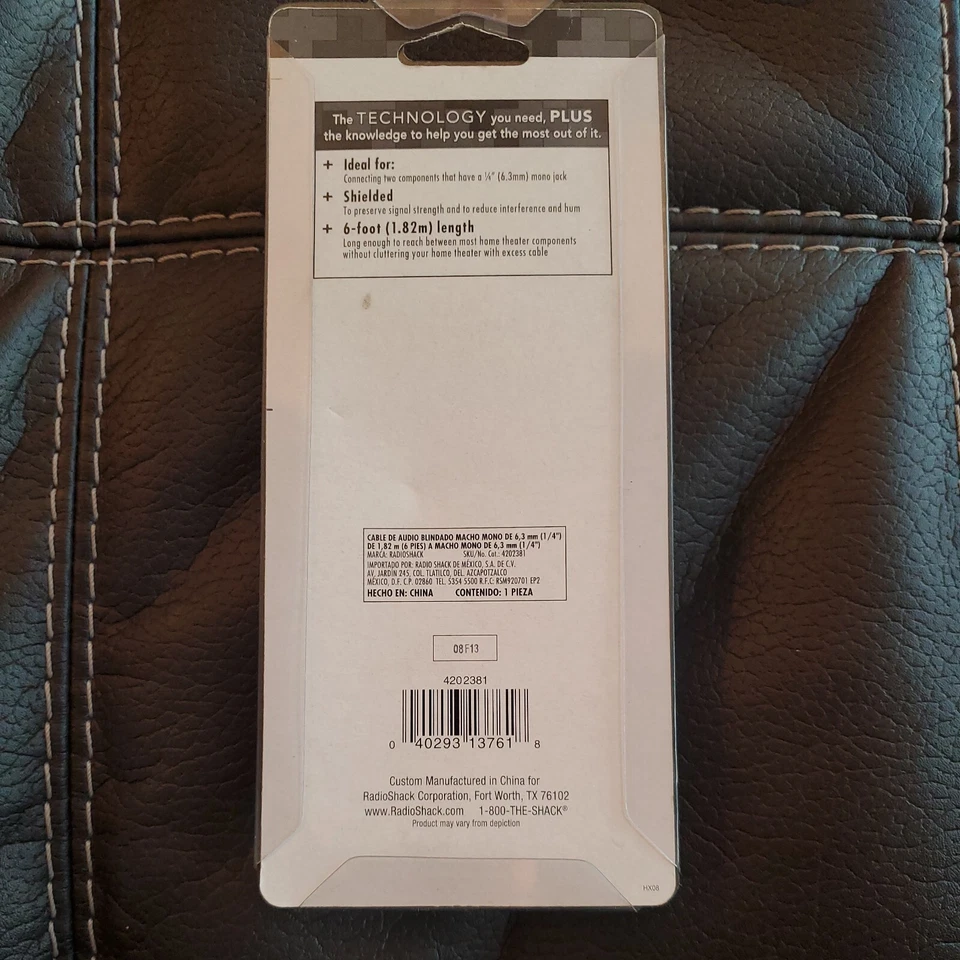 The TECHNOLOGY you need, PLUS
the knowledge to help you get the most out of it.
+ Ideal for:
Connecting two components that have a ¼" (6.3mm) mono jack
+ Shielded
To preserve signal strength and to reduce interference and hum
+ 6-foot (1.82m) length
Long enough to reach between most home theater components
without cluttering your home theater with excess cable
CABLE DE AUDIO BLINDADO MACHO MONO DE 6,3 mm (1/4")
DE 1,82 m (6 PIES) A MACHO MONO DE 6,3 mm (1/4")
MARCA: RADIOSHACK SKU/No. Cat.: 4202381
IMPORTADO POR: RADIO SHACK DE MÉXICO, S.A. DE C.V.
AV. JARDÍN 245, COL. TLATILCO, DEL. AZCAPOTZALCO
MÉXICO, D.F. C.P. 02860 TEL. 5354 5500 R.F.C: RSM920701 EP2
HECHO EN: CHINA CONTENIDO: 1 PIEZA
08F13
4202381
0 40293 13761 8
Custom Manufactured in China for
RadioShack Corporation, Fort Worth, TX 76102
www.RadioShack.com 1-800-THE-SHACK®
Product may vary from depiction
HX08